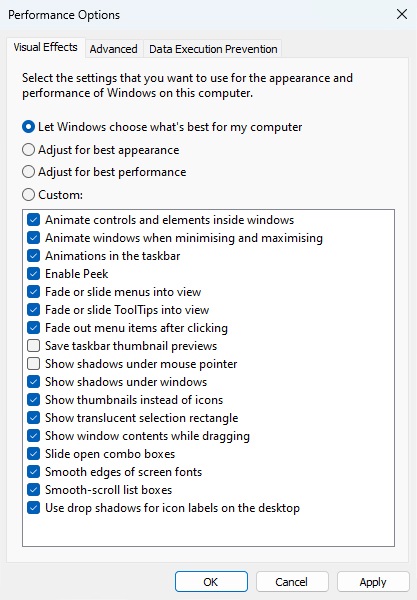 Performance Options
Visual Effects
Advanced
Data Execution Prevention
Select the settings that you want to use for the appearance and
performance of Windows on this computer.
Let Windows choose what's best for my computer
Adjust for best appearance
Adjust for best performance
Custom:
Animate controls and elements inside windows
Animate windows when minimising and maximising
Animations in the taskbar
Enable Peek
Fade or slide menus into view
Fade or slide ToolTips into view
Fade out menu items after clicking
Save taskbar thumbnail previews
Show shadows under mouse pointer
Show shadows under windows
Show thumbnails instead of icons
Show translucent selection rectangle
Show window contents while dragging
Slide open combo boxes
Smooth edges of screen fonts
Smooth-scroll list boxes
Use drop shadows for icon labels on the desktop
OK
Cancel
Apply